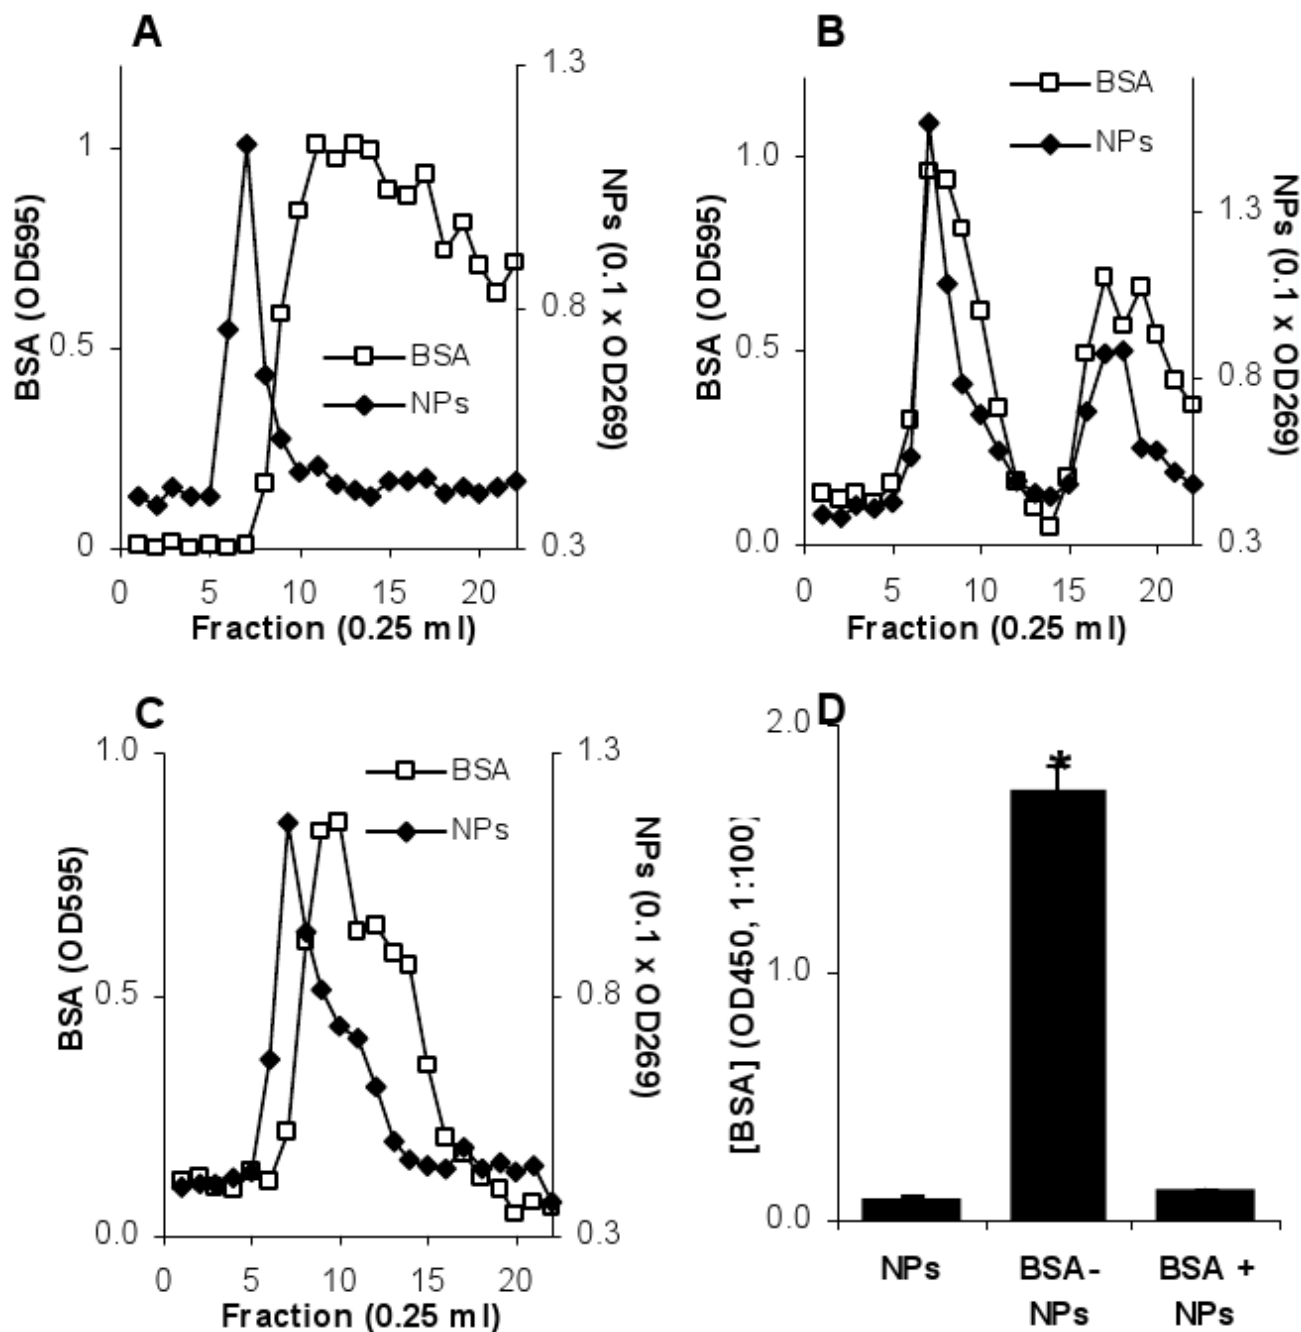 A
1.3
1
BSA (OD595)
NPs (0.1 x OD269)
0.8
0.5
BSA
NPs
0
0.3
0 5 10 15 20
Fraction (0.25 ml)
B
BSA
NPs
1.0
1.3
BSA (OD595)
NPs (0.1 x OD269)
0.5
0.8
0.0
0.3
0 5 10 15 20
Fraction (0.25 ml)
C
1.0
1.3
BSA
NPs
BSA (OD595)
NPs (0.1 x OD269)
0.5
0.8
0.0
0.3
0 5 10 15 20
Fraction (0.25 ml)
D
2.0
*
[BSA] (OD450, 1:100)
1.0
0.0
NPs
BSA-
NPs
BSA +
NPs